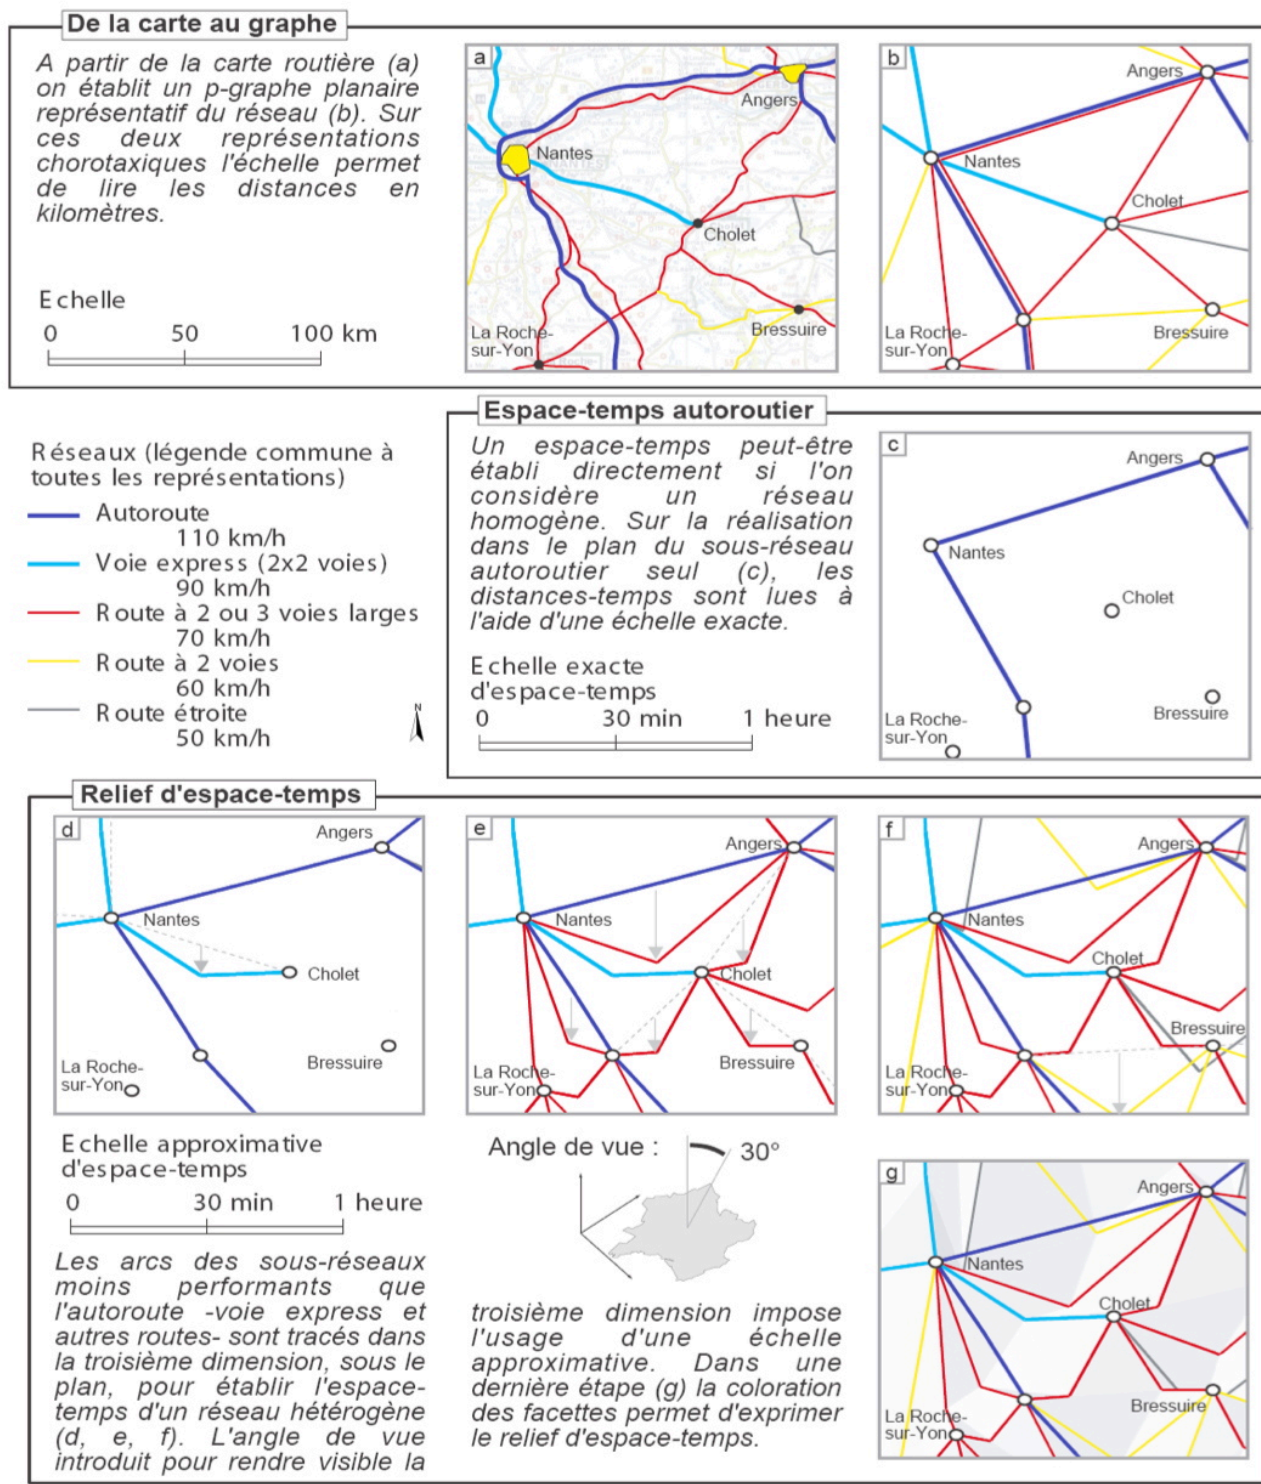 De la carte au graphe
A partir de la carte routière (a)
on établit un p-graphe planaire
représentatif du réseau (b). Sur
ces deux représentations
chorotaxiques l'échelle permet
de lire les distances en
kilomètres.
Echelle
0 50 100 km
a
Angers
Nantes
Cholet
Bressuire
La Roche-
sur-Yon
b
Angers
Nantes
Cholet
Bressuire
La Roche-
sur-Yon
Réseaux (légende commune à
toutes les représentations)
Autoroute
110 km/h
Voie express (2x2 voies)
90 km/h
Route à 2 ou 3 voies larges
70 km/h
Route à 2 voies
60 km/h
Route étroite
50 km/h
N
Espace-temps autoroutier
Un espace-temps peut-être
établi directement si l'on
considère un réseau
homogène. Sur la réalisation
dans le plan du sous-réseau
autoroutier seul (c), les
distances-temps sont lues à
l'aide d'une échelle exacte.
Echelle exacte
d'espace-temps
0 30 min 1 heure
c
Angers
Nantes
Cholet
Bressuire
La Roche-
sur-Yon
Relief d'espace-temps
d
Angers
Nantes
Cholet
Bressuire
La Roche-
sur-Yon
e
Angers
Nantes
Cholet
Bressuire
La Roche-
sur-Yon
f
Angers
Nantes
Cholet
Bressuire
La Roche-
sur-Yon
Echelle approximative
d'espace-temps
0 30 min 1 heure
Les arcs des sous-réseaux
moins performants que
l'autoroute -voie express et
autres routes- sont tracés dans
la troisième dimension, sous le
plan, pour établir l'espace-
temps d'un réseau hétérogène
(d, e, f). L'angle de vue
introduit pour rendre visible la
Angle de vue : 30°
troisième dimension impose
l'usage d'une échelle
approximative. Dans une
dernière étape (g) la coloration
des facettes permet d'exprimer
le relief d'espace-temps.
g
Angers
Nantes
Cholet
Bressuire
La Roche-
sur-Yon